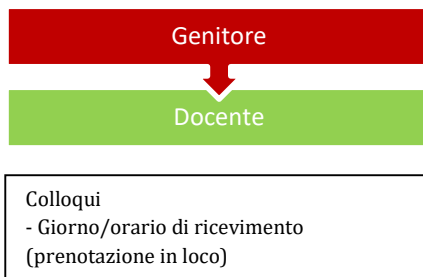 Genitore
Docente
Colloqui
- Giorno/orario di ricevimento
(prenotazione in loco)